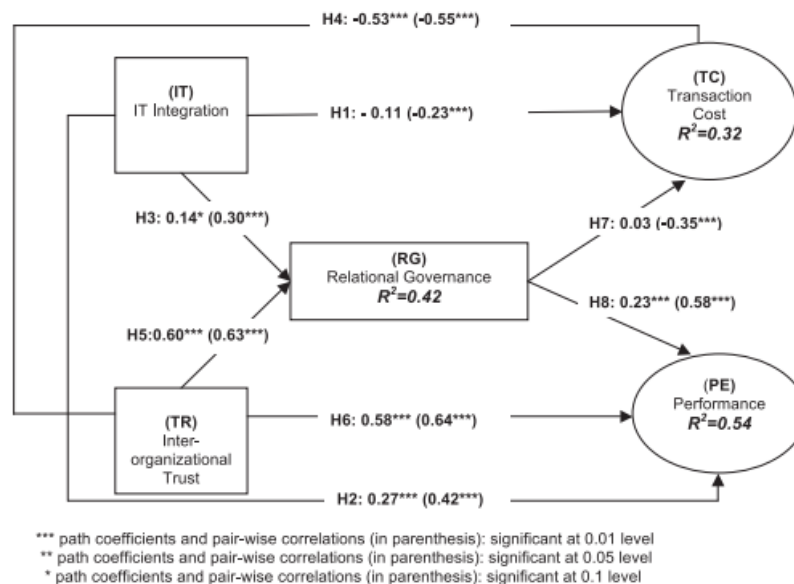 H4: -0.53*** (-0.55***)
(IT)
IT Integration
H1: - 0.11 (-0.23***)
(TC)
Transaction
Cost
R²=0.32
H3: 0.14* (0.30***)
H7: 0.03 (-0.35***)
(RG)
Relational Governance
R²=0.42
H8: 0.23*** (0.58***)
H5:0.60*** (0.63***)
(TR)
Inter-
organizational
Trust
H6: 0.58*** (0.64***)
(PE)
Performance
R²=0.54
H2: 0.27*** (0.42***)
*** path coefficients and pair-wise correlations (in parenthesis): significant at 0.01 level
** path coefficients and pair-wise correlations (in parenthesis): significant at 0.05 level
* path coefficients and pair-wise correlations (in parenthesis): significant at 0.1 level